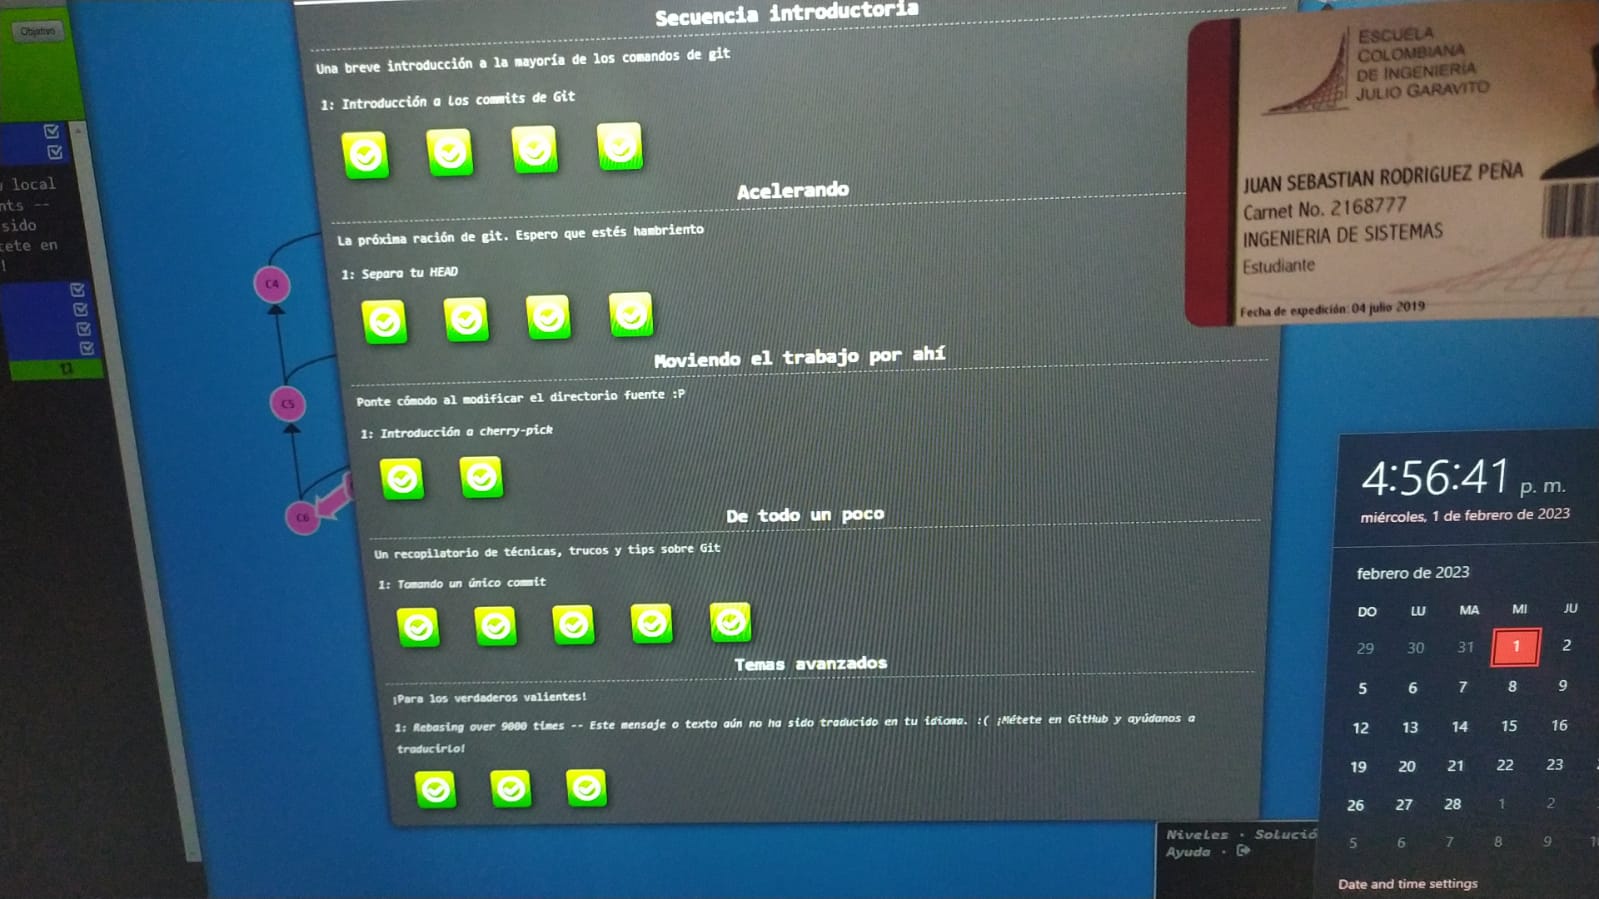 Objetivo
local
nts --
sido
ete en
!
C4
C5
C6
Secuencia introductoria
Una breve introducción a la mayoría de los comandos de git
1: Introducción a los commits de Git
Acelerando
La próxima ración de git. Espero que estés hambriento
1: Separa tu HEAD
Moviendo el trabajo por ahí
Ponte cómodo al modificar el directorio fuente :P
1: Introducción a cherry-pick
De todo un poco
Un recopilatorio de técnicas, trucos y tips sobre Git
1: Tomando un único commit
Temas avanzados
¡Para los verdaderos valientes!
1: Rebasing over 9000 times -- Este mensaje o texto aún no ha sido traducido en tu idioma. :( ¡Métete en GitHub y ayúdanos a
traducirlo!
ESCUELA
COLOMBIANA
DE INGENIERÍA
JULIO GARAVITO
JUAN SEBASTIAN RODRIGUEZ PEÑA
Carnet No. 2168777
INGENIERIA DE SISTEMAS
Estudiante
Fecha de expedición: 04 julio 2019
4:56:41 p. m.
miércoles, 1 de febrero de 2023
febrero de 2023
DO LU MA MI JU
29 30 31 1 2
5 6 7 8 9
12 13 14 15 16
19 20 21 22 23
26 27 28 1 2
5 6 7 8 9
Date and time settings
Niveles · Solució
Ayuda ·